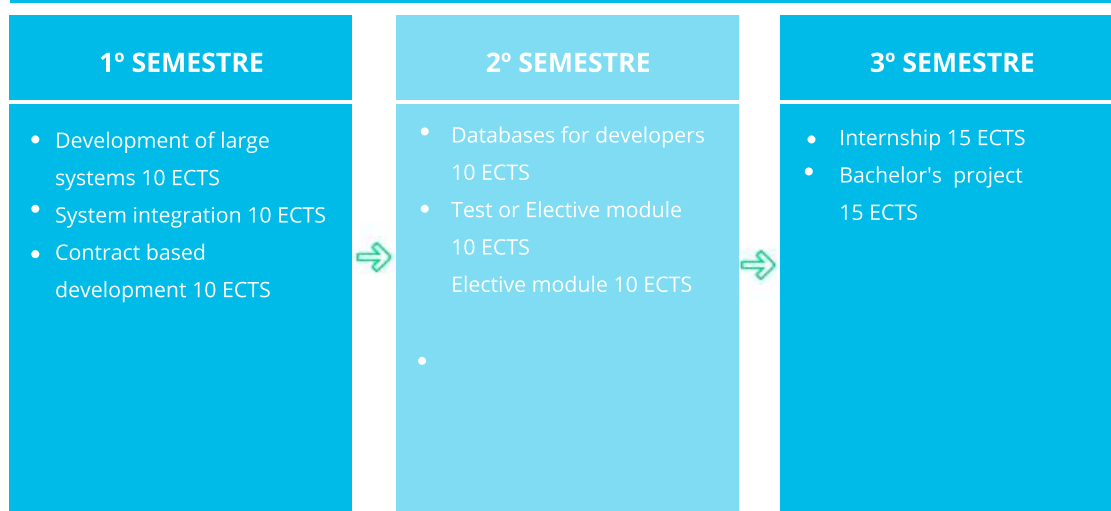 1º SEMESTRE
• Development of large
systems 10 ECTS
• System integration 10 ECTS
• Contract based
development 10 ECTS
2º SEMESTRE
• Databases for developers
10 ECTS
• Test or Elective module
10 ECTS
Elective module 10 ECTS
•
3º SEMESTRE
• Internship 15 ECTS
• Bachelor's  project
15 ECTS